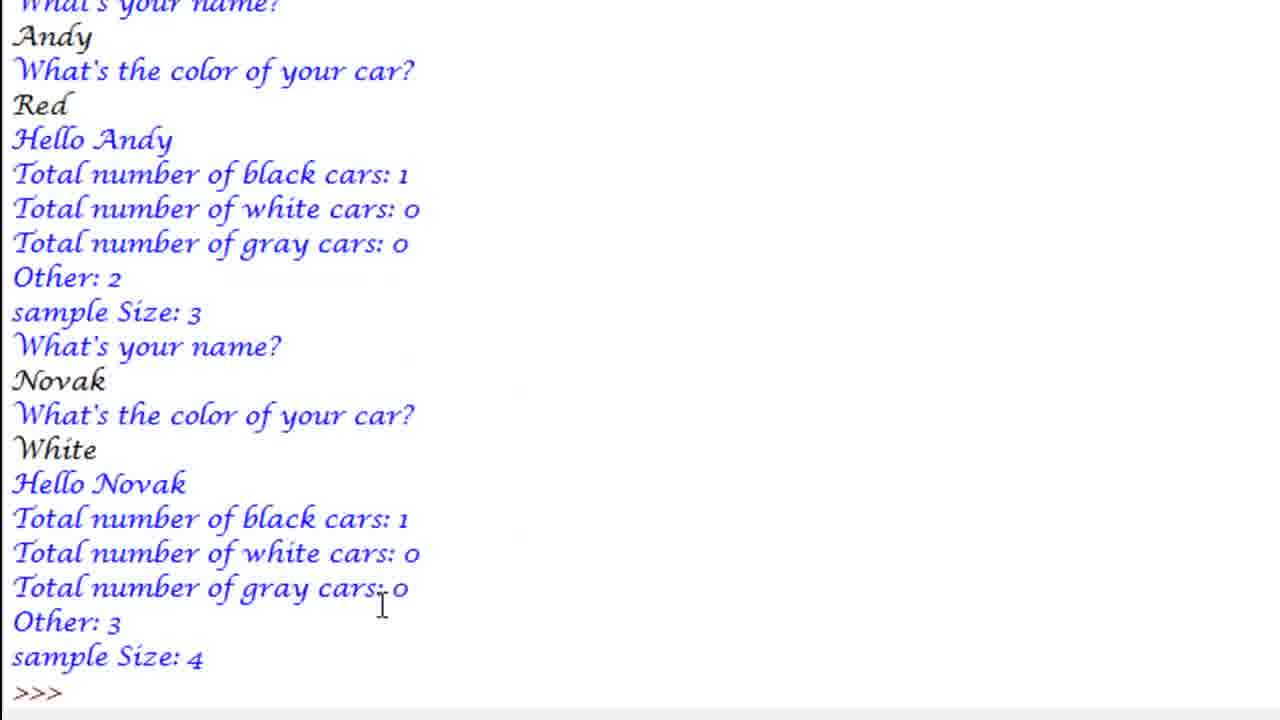 What's your name?
Andy
What's the color of your car?
Red
Hello Andy
Total number of black cars: 1
Total number of white cars: 0
Total number of gray cars: 0
Other: 2
sample Size: 3
What's your name?
Novak
What's the color of your car?
White
Hello Novak
Total number of black cars: 1
Total number of white cars: 0
Total number of gray cars: 0
Other: 3
sample Size: 4
>>>